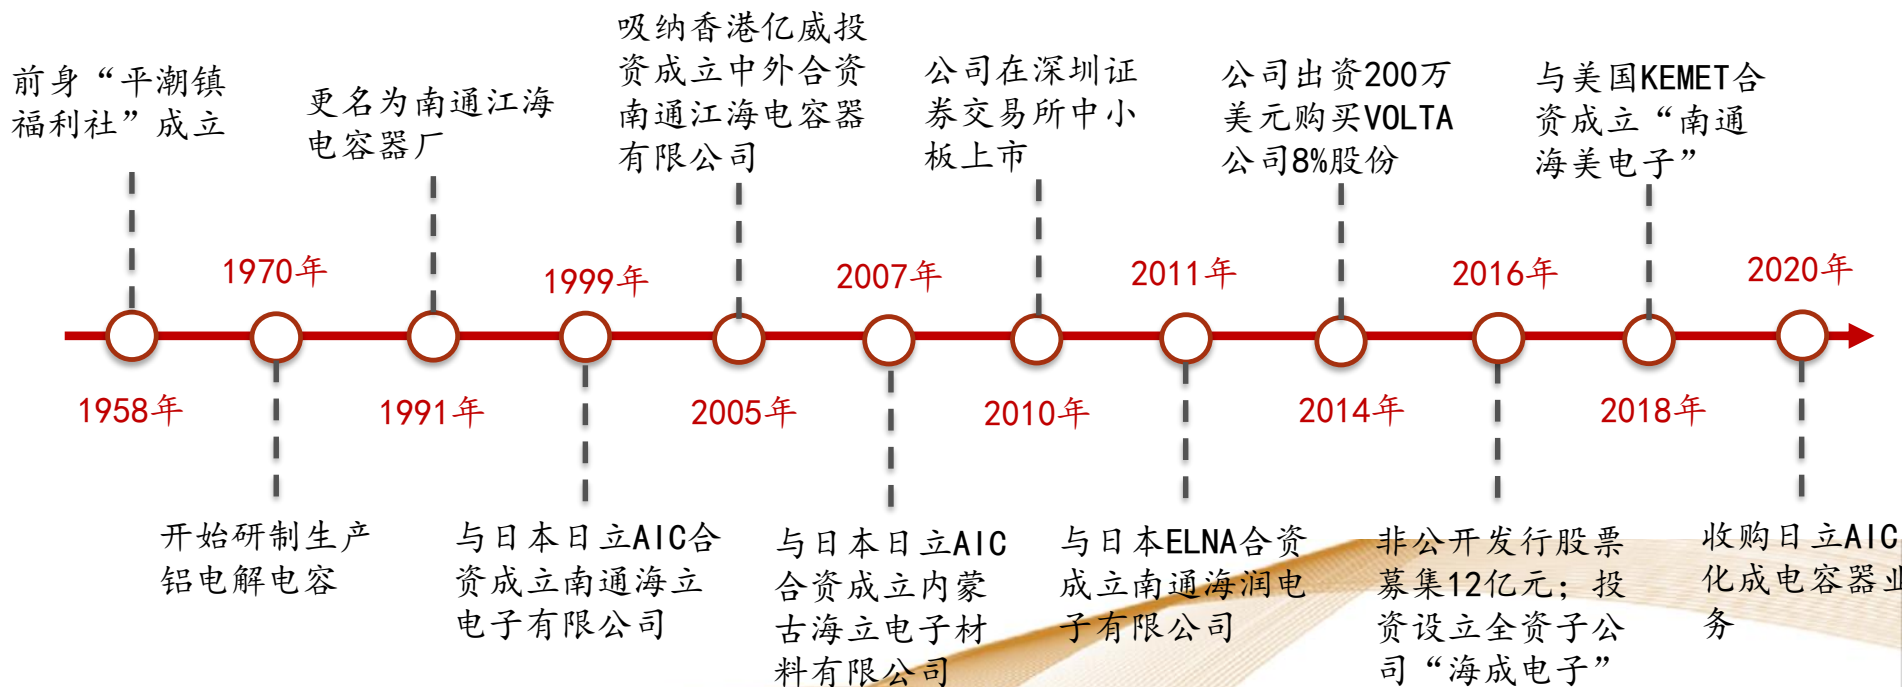 前身“平潮镇
福利社”成立
更名为南通江海
电容器厂
吸纳香港亿威投
资成立中外合资
南通江海电容器
有限公司
公司在深圳证
券交易所中小
板上市
公司出资200万
美元购买VOLTA
公司8%股份
与美国KEMET合
资成立“南通
海美电子”
1970年
1999年
2007年
2011年
2016年
2020年
1958年
1991年
2005年
2010年
2014年
2018年
开始研制生产
铝电解电容
与日本日立AIC合
资成立南通海立
电子有限公司
与日本日立AIC
合资成立内蒙
古海立电子材
料有限公司
与日本ELNA合资
成立南通海润电
子有限公司
非公开发行股票
募集12亿元；投
资设立全资子公
司“海成电子”
收购日立AIC
化成电容器业
务